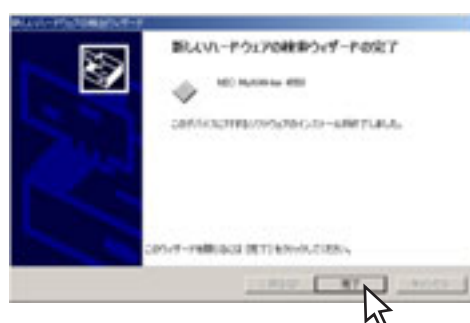 新しいハードウェアの検索ウィザード
新しいハードウェアの検索ウィザードの完了
NEC MultiWriter
このデバイスに対するソフトウェアのインストールが終了しました。
このウィザードを閉じるには [完了] をクリックしてください。
完了
キャンセル